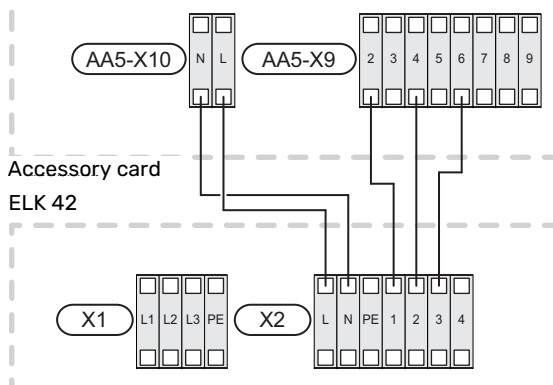 AA5-X10 N L AA5-X9 2 3 4 5 6 7 8 9
Accessory card
ELK 42
X1 L1 L2 L3 PE X2 L N PE 1 2 3 4